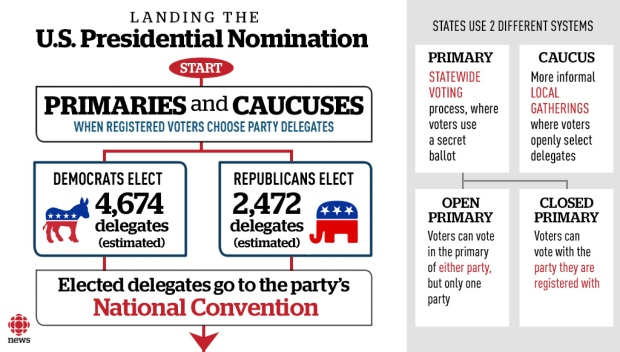 LANDING THE
U.S. Presidential Nomination
START
PRIMARIES and CAUCUSES
WHEN REGISTERED VOTERS CHOOSE PARTY DELEGATES
DEMOCRATS ELECT
4,674
delegates
(estimated)
REPUBLICANS ELECT
2,472
delegates
(estimated)
Elected delegates go to the party's
National Convention
news
STATES USE 2 DIFFERENT SYSTEMS
PRIMARY
STATEWIDE
VOTING
process, where
voters use
a secret
ballot
CAUCUS
More informal
LOCAL
GATHERINGS
where voters
openly select
delegates
OPEN
PRIMARY
Voters can vote
in the primary
of either party,
but only one
party
CLOSED
PRIMARY
Voters can
vote with the
party they are
registered with